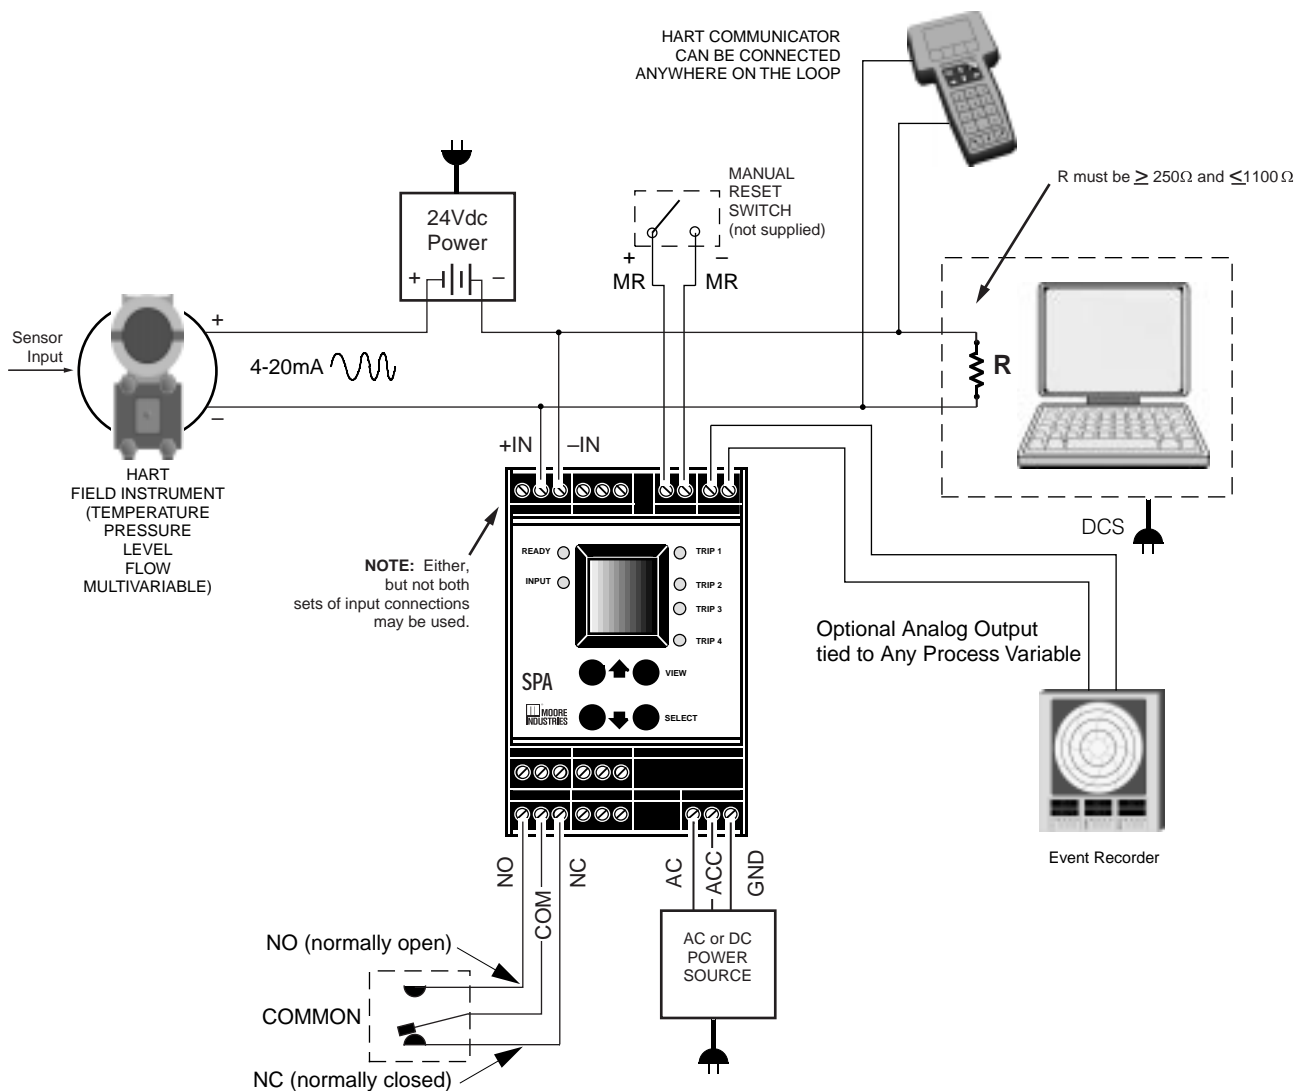 HART COMMUNICATOR
CAN BE CONNECTED
ANYWHERE ON THE LOOP
R must be ≥ 250Ω and ≤1100 Ω
MANUAL
RESET
SWITCH
(not supplied)
24Vdc
Power
+
–
+
–
MR
MR
Sensor
Input
+
4-20mA
–
R
+IN
–IN
HART
FIELD INSTRUMENT
(TEMPERATURE
PRESSURE
LEVEL
FLOW
MULTIVARIABLE)
DCS
NOTE: Either,
but not both
sets of input connections
may be used.
READY
INPUT
TRIP 1
TRIP 2
TRIP 3
TRIP 4
VIEW
SELECT
SPA
MOORE
INDUSTRIES
Optional Analog Output
tied to Any Process Variable
Event Recorder
NO
COM
NC
AC
ACC
GND
AC or DC
POWER
SOURCE
NO (normally open)
COMMON
NC (normally closed)